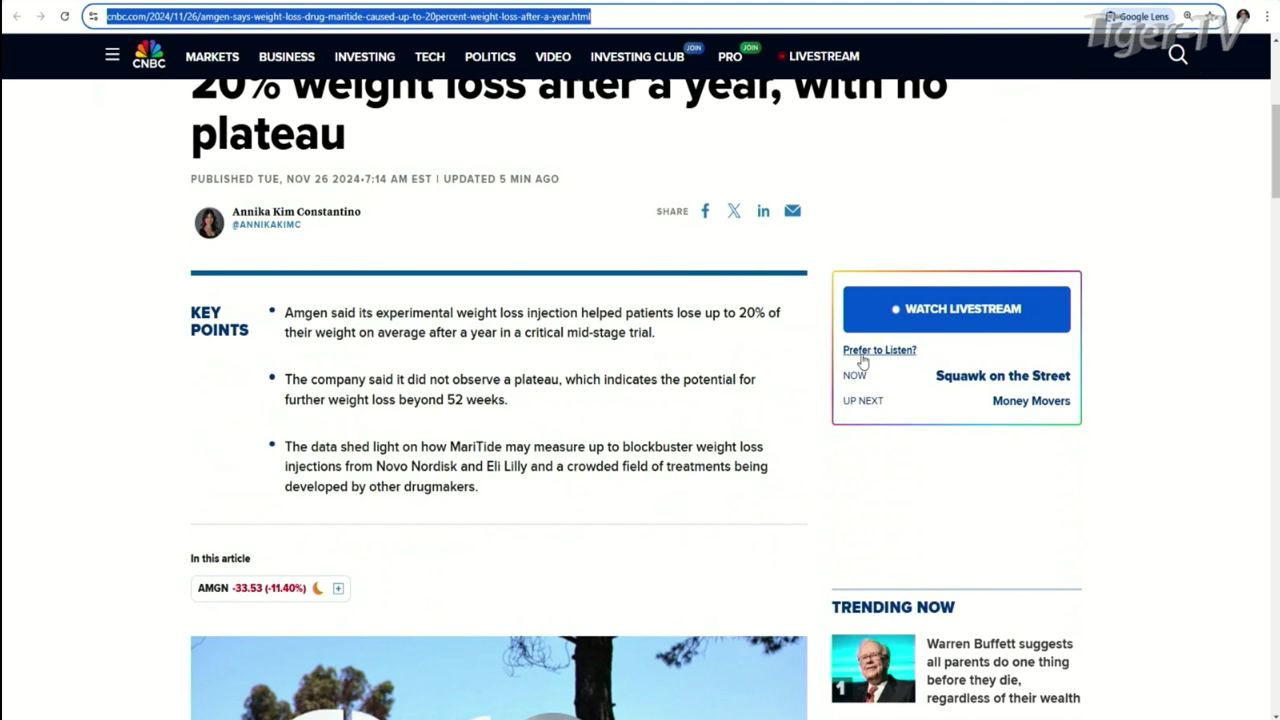 cnbc.com/2024/11/26/amgen-says-weight-loss-drug-maritide-caused-up-to-20percent-weight-loss-after-a-year.html
Google Lens
Tiger-TV
CNBC
MARKETS
BUSINESS
INVESTING
TECH
POLITICS
VIDEO
INVESTING CLUB
JOIN
PRO
JOIN
LIVESTREAM
20% weight loss after a year, with no
plateau
PUBLISHED TUE, NOV 26 2024•7:14 AM EST | UPDATED 5 MIN AGO
Annika Kim Constantino
@ANNIKAKIMC
SHARE
KEY
POINTS
• Amgen said its experimental weight loss injection helped patients lose up to 20% of
their weight on average after a year in a critical mid-stage trial.
• The company said it did not observe a plateau, which indicates the potential for
further weight loss beyond 52 weeks.
• The data shed light on how MariTide may measure up to blockbuster weight loss
injections from Novo Nordisk and Eli Lilly and a crowded field of treatments being
developed by other drugmakers.
WATCH LIVESTREAM
Prefer to Listen?
NOW Squawk on the Street
UP NEXT Money Movers
In this article
AMGN -33.53 (-11.40%)
TRENDING NOW
1
Warren Buffett suggests
all parents do one thing
before they die,
regardless of their wealth